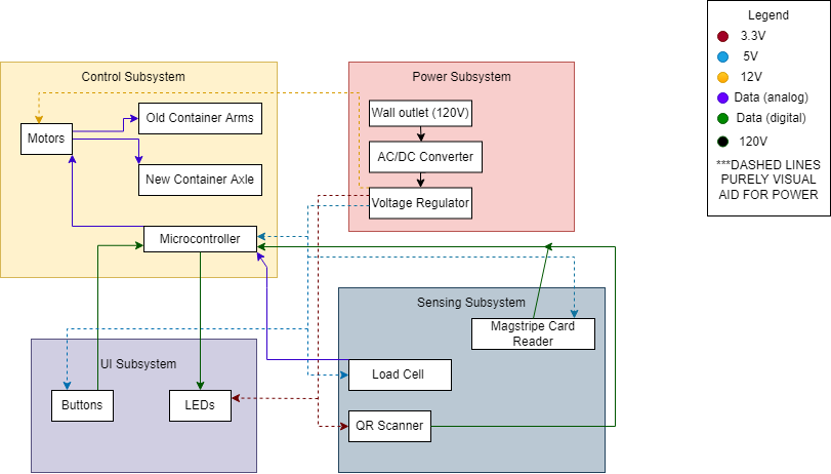 Legend
3.3V
5V
12V
Data (analog)
Data (digital)
120V
***DASHED LINES
PURELY VISUAL
AID FOR POWER
Control Subsystem
Motors
Old Container Arms
New Container Axle
Microcontroller
Power Subsystem
Wall outlet (120V)
AC/DC Converter
Voltage Regulator
Sensing Subsystem
Magstripe Card
Reader
Load Cell
QR Scanner
UI Subsystem
Buttons
LEDs